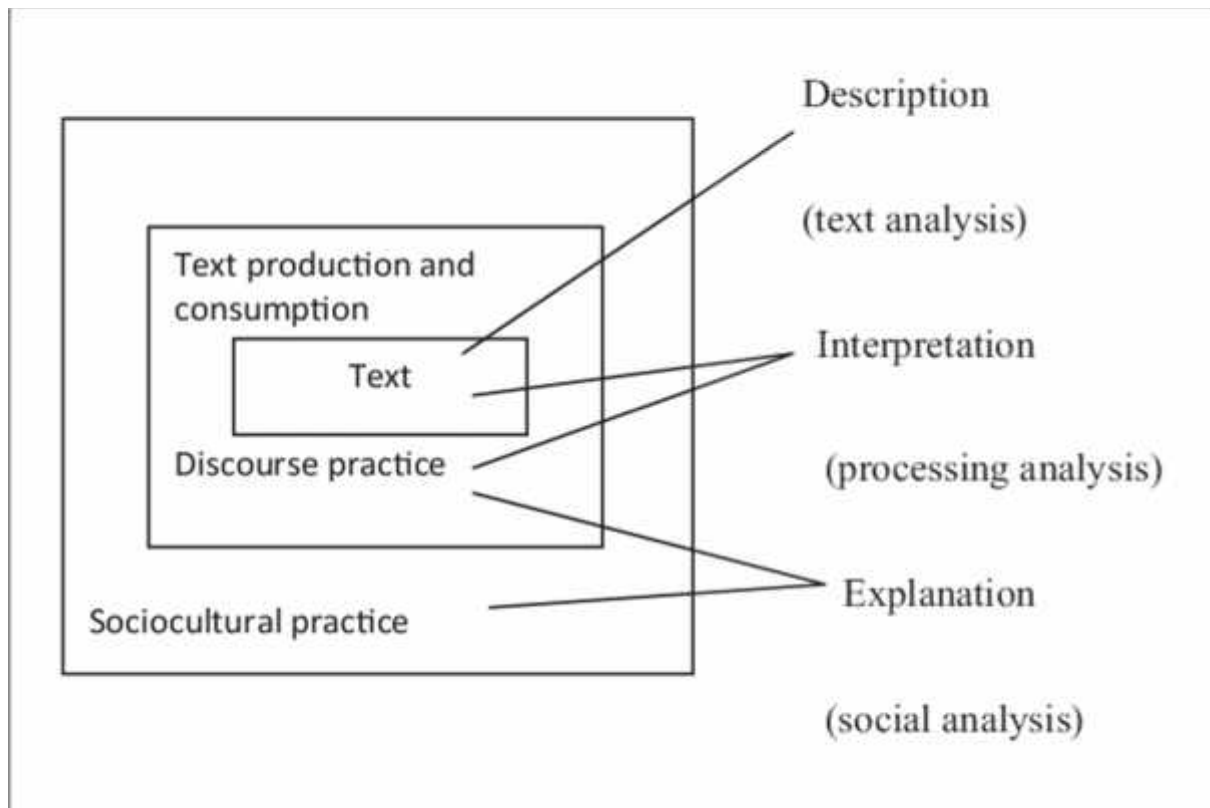 Description
(text analysis)
Text production and
consumption
Text
Interpretation
Discourse practice
(processing analysis)
Explanation
Sociocultural practice
(social analysis)